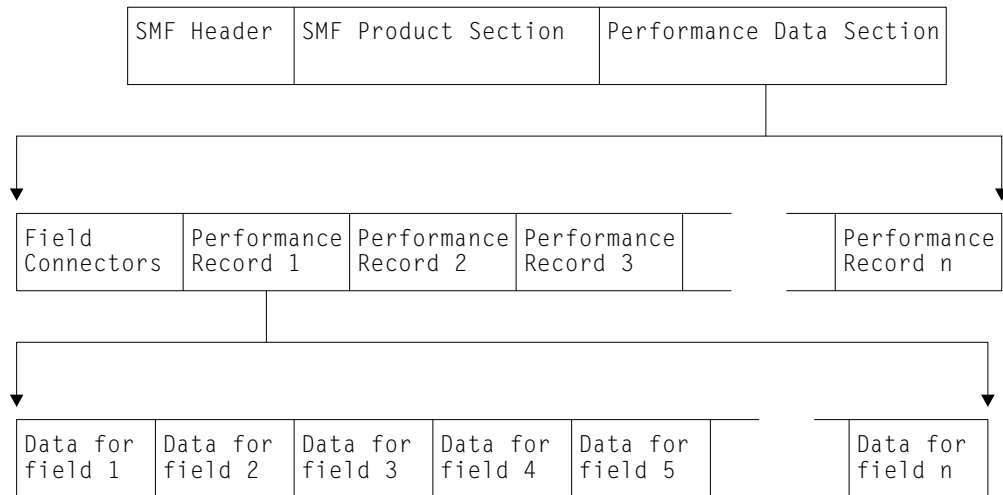 SMF Header SMF Product Section Performance Data Section
Field Performance Performance Performance Performance
Connectors Record 1 Record 2 Record 3 Record n
Data for Data for Data for Data for Data for Data for
field 1 field 2 field 3 field 4 field 5 field n